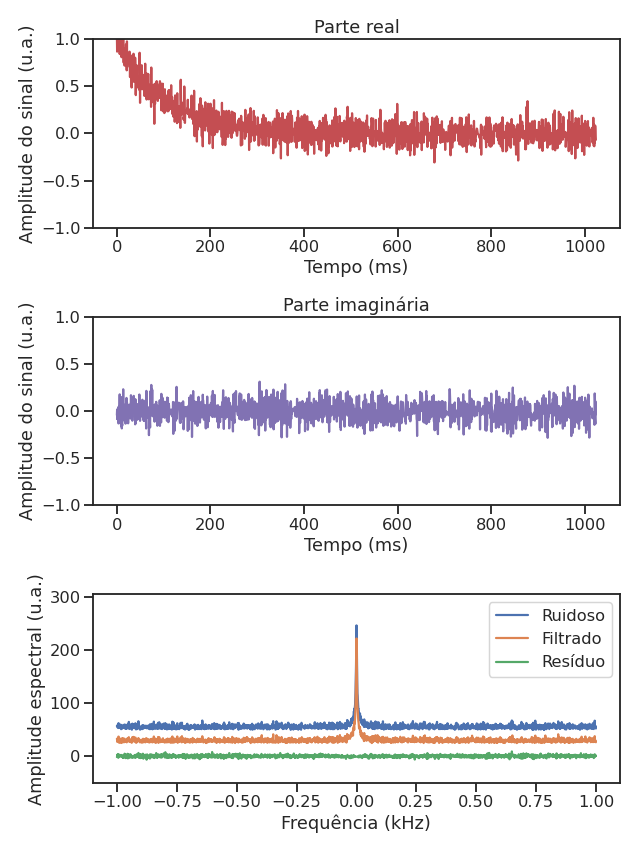 Parte real
Amplitude do sinal (u.a.)
1.0
0.5
0.0
−0.5
−1.0
0 200 400 600 800 1000
Tempo (ms)
Parte imaginária
Amplitude do sinal (u.a.)
1.0
0.5
0.0
−0.5
−1.0
0 200 400 600 800 1000
Tempo (ms)
Amplitude espectral (u.a.)
300
200
100
0
Ruidoso
Filtrado
Resíduo
−1.00 −0.75 −0.50 −0.25 0.00 0.25 0.50 0.75 1.00
Frequência (kHz)